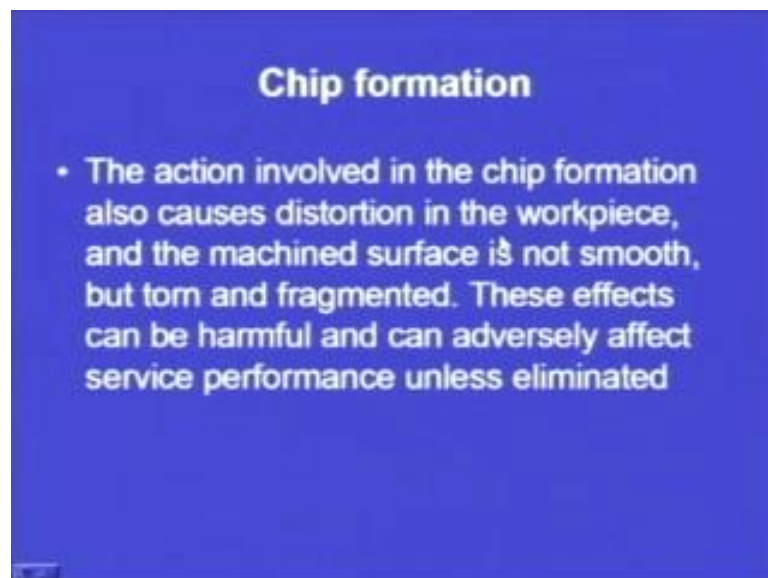 Chip formation
• The action involved in the chip formation
also causes distortion in the workpiece,
and the machined surface is not smooth,
but torn and fragmented. These effects
can be harmful and can adversely affect
service performance unless eliminated